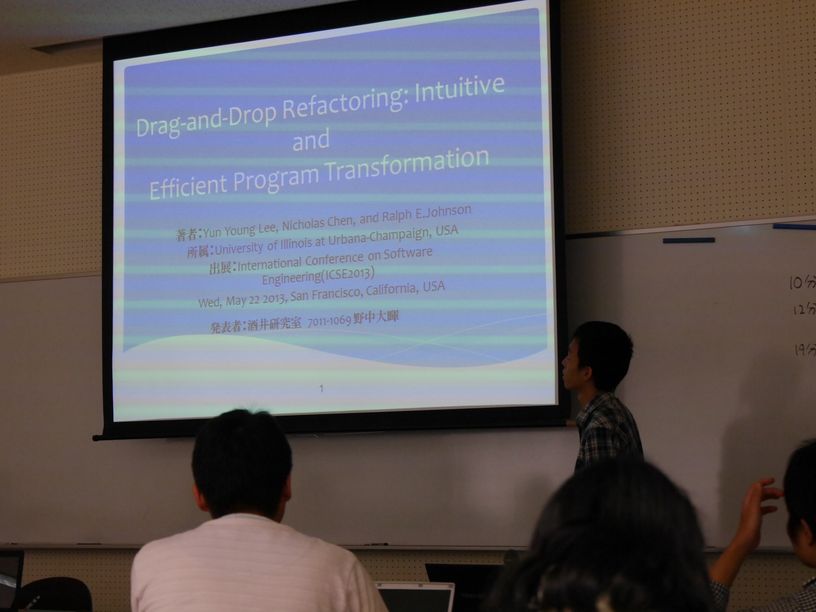 Drag-and-Drop Refactoring: Intuitive
and
Efficient Program Transformation
著者:Yun Young Lee, Nicholas Chen, and Ralph E.Johnson
所属:University of Illinois at Urbana-Champaign, USA
出展:International Conference on Software
Engineering(ICSE2013)
Wed, May 22 2013, San Francisco, California, USA
発表者:酒井研究室 7011-1069 野中大暉
1
10分
12分
19分